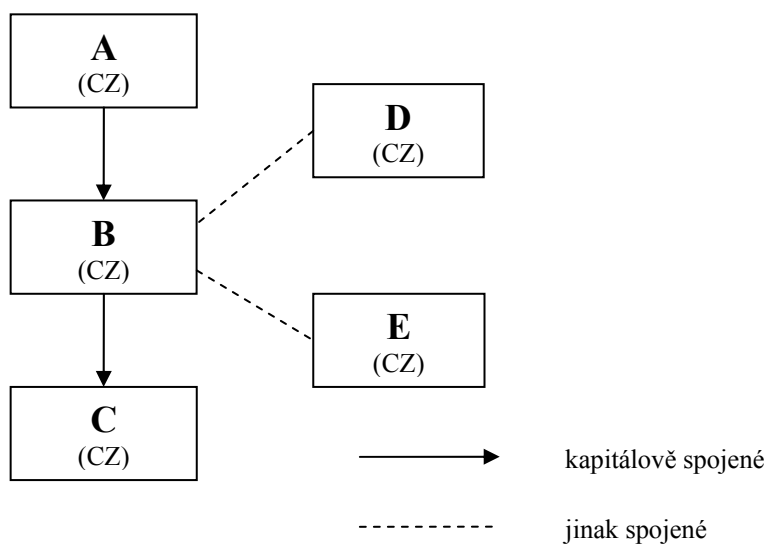 A
(CZ)
D
(CZ)
B
(CZ)
E
(CZ)
C
(CZ)
kapitálově spojené
jinak spojené